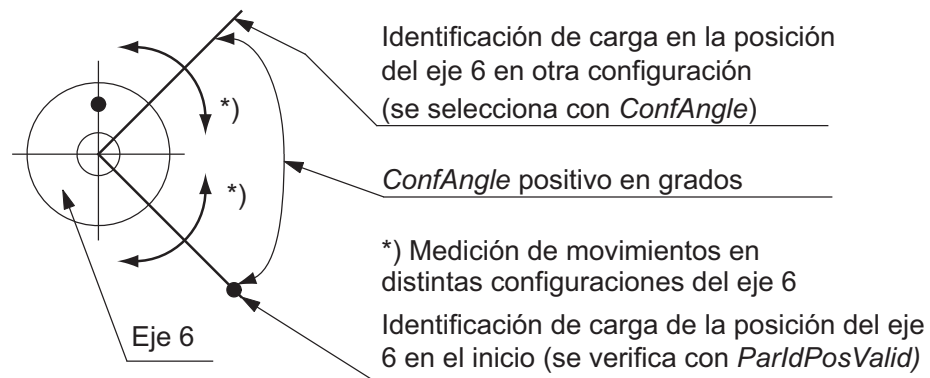 Identificación de carga en la posición
del eje 6 en otra configuración
(se selecciona con ConfAngle)
*)
ConfAngle positivo en grados
*)
*) Medición de movimientos en
distintas configuraciones del eje 6
Eje 6
Identificación de carga de la posición del eje
6 en el inicio (se verifica con ParIdPosValid)